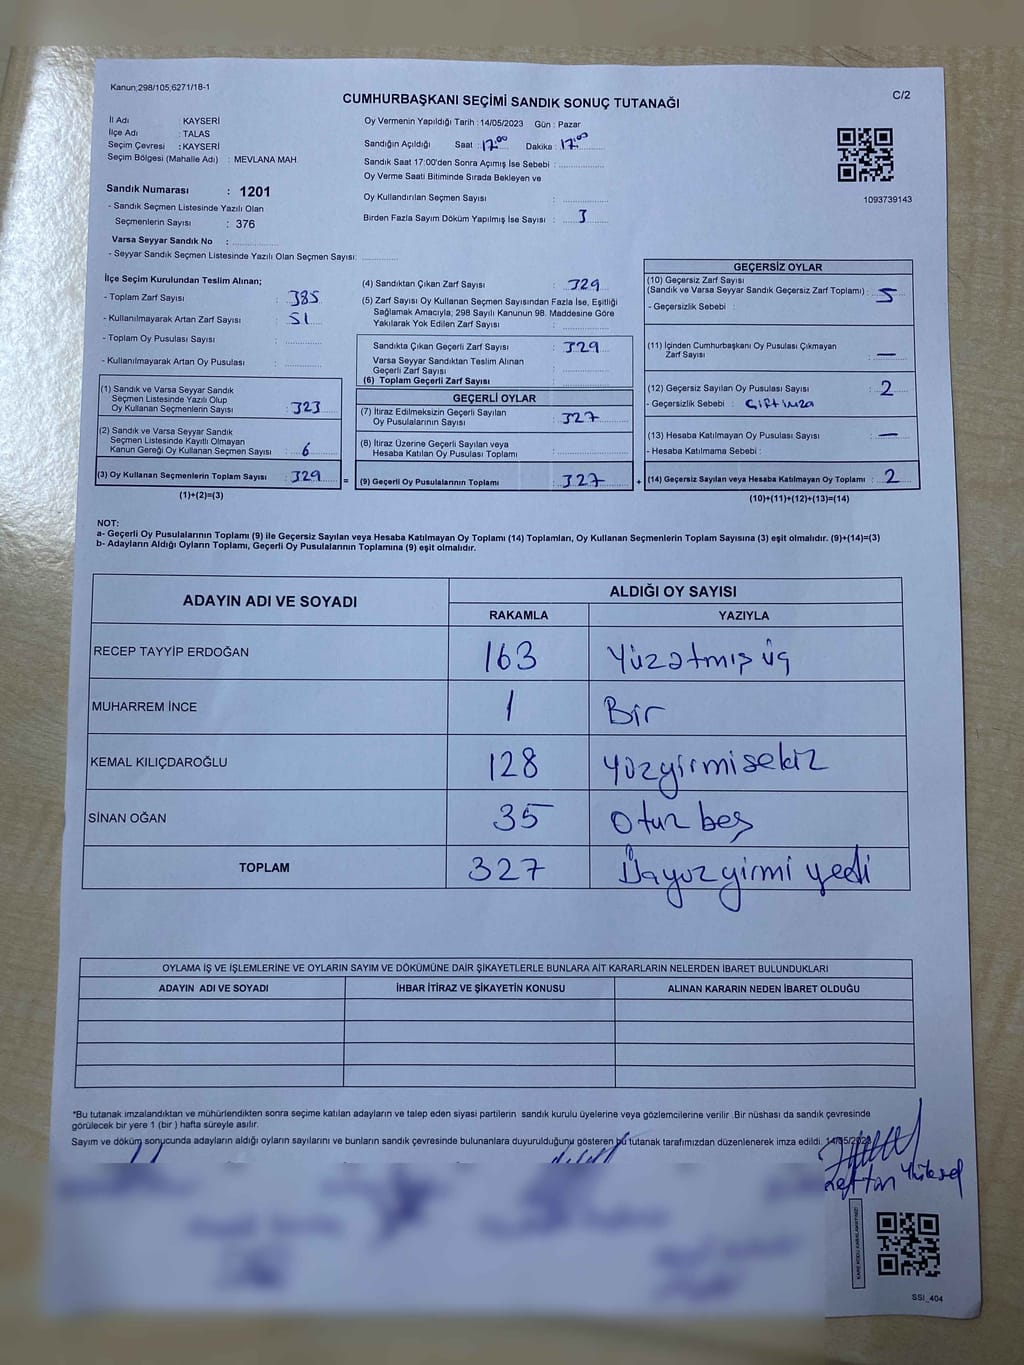 Kanun;298/105,6271/18-1
CUMHURBAŞKANI SEÇİMİ SANDIK SONUÇ TUTANAĞI
C/2
İl Adı : KAYSERİ
İlçe Adı : TALAS
Seçim Çevresi : KAYSERİ
Seçim Bölgesi (Mahalle Adı) : MEVLANA MAH.
Sandık Numarası : 1201
- Sandık Seçmen Listesinde Yazılı Olan
Seçmenlerin Sayısı : 376
Varsa Seyyar Sandık No :
- Seyyar Sandık Seçmen Listesinde Yazılı Olan Seçmen Sayısı:
Oy Vermenin Yapıldığı Tarih :14/05/2023 Gün : Pazar
Sandığın Açıldığı Saat : 17.00 Dakika : 17.03
Sandık Saat 17:00'den Sonra Açımış İse Sebebi :
Oy Verme Saati Bitiminde Sırada Bekleyen ve
Oy Kullandırılan Seçmen Sayısı :
Birden Fazla Sayım Döküm Yapılmış İse Sayısı : 3
1093739143
İlçe Seçim Kurulundan Teslim Alınan;
- Toplam Zarf Sayısı : 385
- Kullanılmayarak Artan Zarf Sayısı : 51
- Toplam Oy Pusulası Sayısı :
- Kullanılmayarak Artan Oy Pusulası :
(1) Sandık ve Varsa Seyyar Sandık
Seçmen Listesinde Yazılı Olup
Oy Kullanan Seçmenlerin Sayısı : 323
(2) Sandık ve Varsa Seyyar Sandık
Seçmen Listesinde Kayıtlı Olmayan
Kanun Gereği Oy Kullanan Seçmen Sayısı : 6
(3) Oy Kullanan Seçmenlerin Toplam Sayısı : 329
(1)+(2)=(3)
(4) Sandıktan Çıkan Zarf Sayısı : 329
(5) Zarf Sayısı Oy Kullanan Seçmen Sayısından Fazla İse, Eşitliği
Sağlamak Amacıyla, 298 Sayılı Kanunun 98. Maddesine Göre
Yakılarak Yok Edilen Zarf Sayısı :
Sandıkta Çıkan Geçerli Zarf Sayısı : 329
Varsa Seyyar Sandıktan Teslim Alınan
Geçerli Zarf Sayısı :
(6) Toplam Geçerli Zarf Sayısı :
GEÇERLİ OYLAR
(7) İtiraz Edilmeksizin Geçerli Sayılan
Oy Pusulalarının Sayısı : 327
(8) İtiraz Üzerine Geçerli Sayılan veya
Hesaba Katılan Oy Pusulası Toplamı :
= (9) Geçerli Oy Pusulalarının Toplamı : 327 +
GEÇERSİZ OYLAR
(10) Geçersiz Zarf Sayısı
(Sandık ve Varsa Seyyar Sandık Geçersiz Zarf Toplamı) : 5
- Geçersizlik Sebebi :
(11) İçinden Cumhurbaşkanı Oy Pusulası Çıkmayan
Zarf Sayısı : —
(12) Geçersiz Sayılan Oy Pusulası Sayısı : 2
- Geçersizlik Sebebi : Çift imza
(13) Hesaba Katılmayan Oy Pusulası Sayısı : —
- Hesaba Katılmama Sebebi :
(14) Geçersiz Sayılan veya Hesaba Katılmayan Oy Toplamı : 2
(10)+(11)+(12)+(13)=(14)
NOT:
a- Geçerli Oy Pusulalarının Toplamı (9) ile Geçersiz Sayılan veya Hesaba Katılmayan Oy Toplamı (14) Toplamları, Oy Kullanan Seçmenlerin Toplam Sayısına (3) eşit olmalıdır. (9)+(14)=(3)
b- Adayların Aldığı Oyların Toplamı, Geçerli Oy Pusulalarının Toplamına (9) eşit olmalıdır.
ADAYIN ADI VE SOYADI ALDIĞI OY SAYISI
RAKAMLA YAZIYLA
RECEP TAYYİP ERDOĞAN 163 Yüzatmış üç
MUHARREM İNCE 1 Bir
KEMAL KILIÇDAROĞLU 128 yüzyirmisekiz
SİNAN OĞAN 35 Otuz beş
TOPLAM 327 Üçyüzyirmi yedi
OYLAMA İŞ VE İŞLEMLERİNE VE OYLARIN SAYIM VE DÖKÜMÜNE DAİR ŞİKAYETLERLE BUNLARA AİT KARARLARIN NELERDEN İBARET BULUNDUKLARI
ADAYIN ADI VE SOYADI İHBAR İTİRAZ VE ŞİKAYETİN KONUSU ALINAN KARARIN NEDEN İBARET OLDUĞU
*Bu tutanak imzalandıktan ve mühürlendikten sonra seçime katılan adayların ve talep eden siyasi partilerin sandık kurulu üyelerine veya gözlemcilerine verilir .Bir nüshası da sandık çevresinde
görülecek bir yere 1 (bir ) hafta süreyle asılır.
Sayım ve döküm sonucunda adayların aldığı oyların sayılarını ve bunların sandık çevresinde bulunanlara duyurulduğunu gösteren bu tutanak tarafımızdan düzenlenerek imza edildi. 14/05/2023
Yüksel
KARE KODU KARALAMAYINIZ!
SSI_404